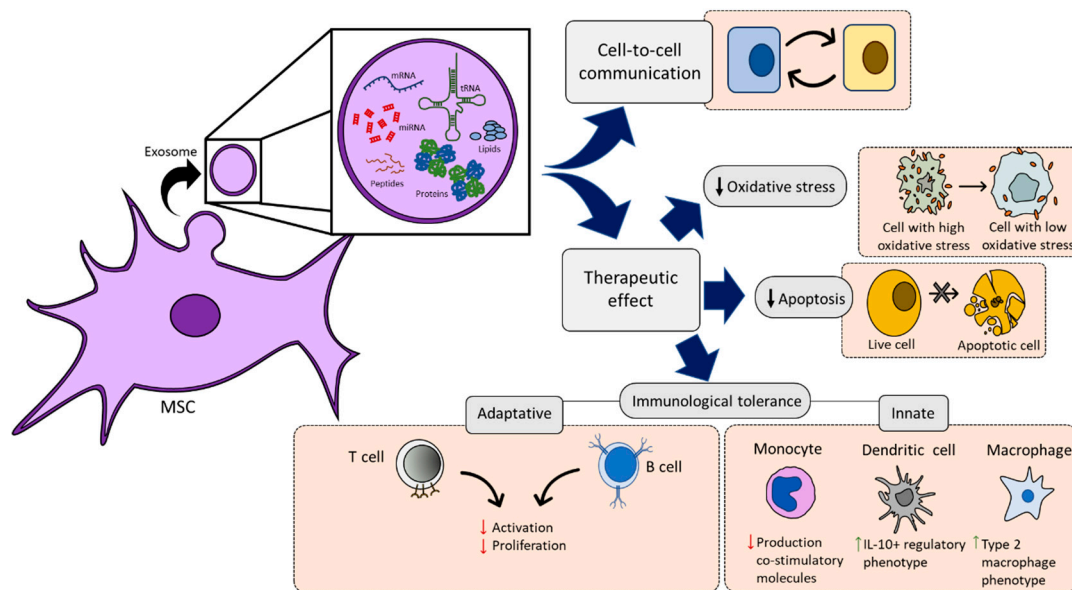 Exosome
mRNA
tRNA
miRNA
Lipids
Peptides
Proteins
MSC
Cell-to-cell
communication
↓ Oxidative stress
Cell with high
oxidative stress
Cell with low
oxidative stress
Therapeutic
effect
↓ Apoptosis
Live cell
Apoptotic cell
Immunological tolerance
Adaptative
Innate
T cell
B cell
↓ Activation
↓ Proliferation
Monocyte
↓ Production
co-stimulatory
molecules
Dendritic cell
↑ IL-10+ regulatory
phenotype
Macrophage
↑ Type 2
macrophage
phenotype